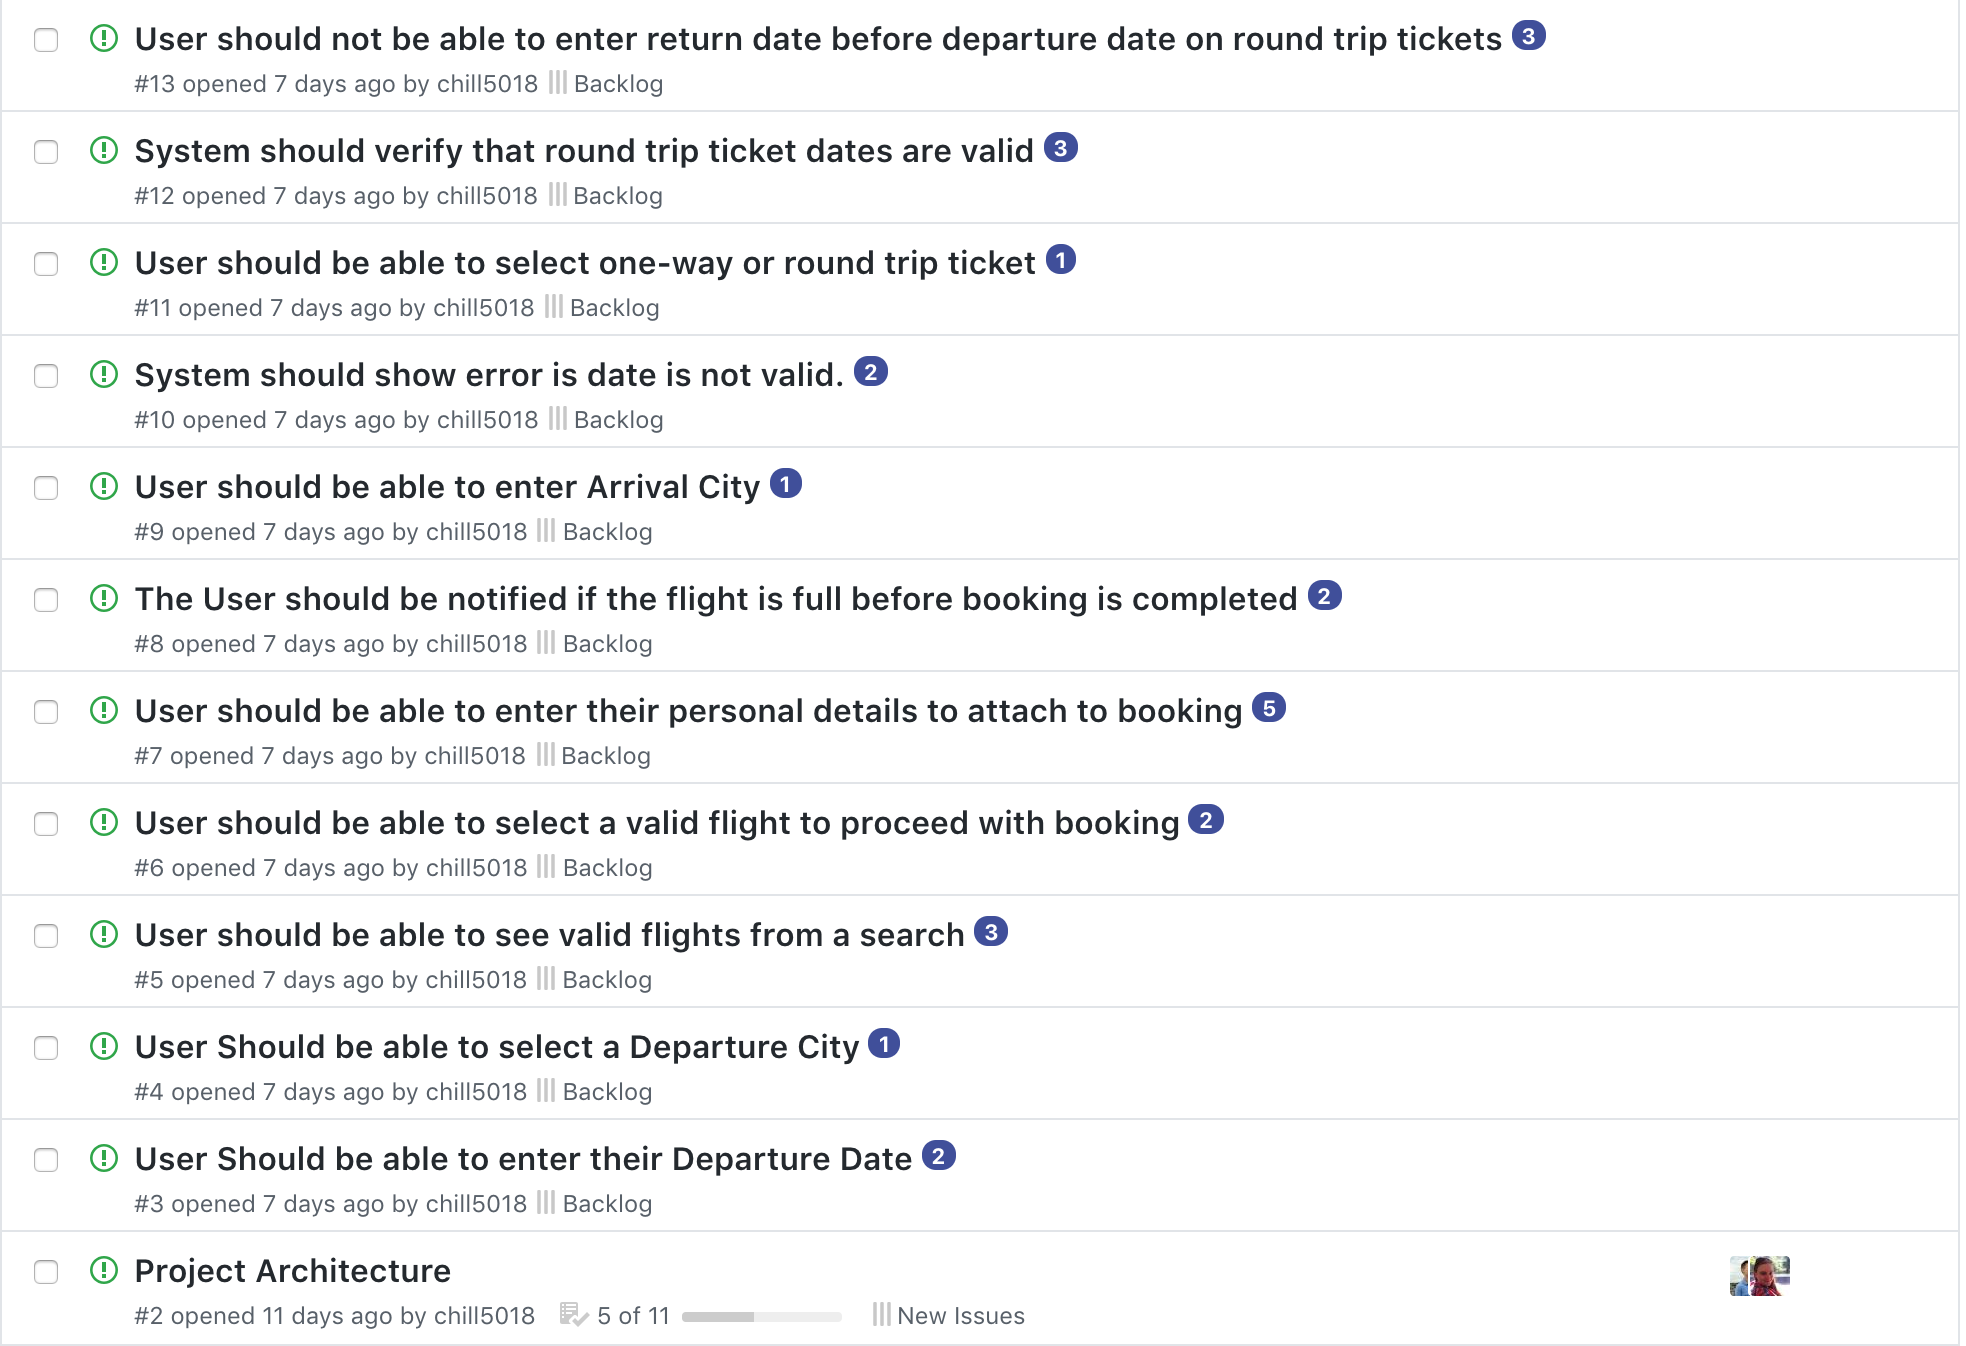 User should not be able to enter return date before departure date on round trip tickets 3
#13 opened 7 days ago by chill5018 Backlog
System should verify that round trip ticket dates are valid 3
#12 opened 7 days ago by chill5018 Backlog
User should be able to select one-way or round trip ticket 1
#11 opened 7 days ago by chill5018 Backlog
System should show error is date is not valid. 2
#10 opened 7 days ago by chill5018 Backlog
User should be able to enter Arrival City 1
#9 opened 7 days ago by chill5018 Backlog
The User should be notified if the flight is full before booking is completed 2
#8 opened 7 days ago by chill5018 Backlog
User should be able to enter their personal details to attach to booking 5
#7 opened 7 days ago by chill5018 Backlog
User should be able to select a valid flight to proceed with booking 2
#6 opened 7 days ago by chill5018 Backlog
User should be able to see valid flights from a search 3
#5 opened 7 days ago by chill5018 Backlog
User Should be able to select a Departure City 1
#4 opened 7 days ago by chill5018 Backlog
User Should be able to enter their Departure Date 2
#3 opened 7 days ago by chill5018 Backlog
Project Architecture
#2 opened 11 days ago by chill5018 5 of 11 New Issues